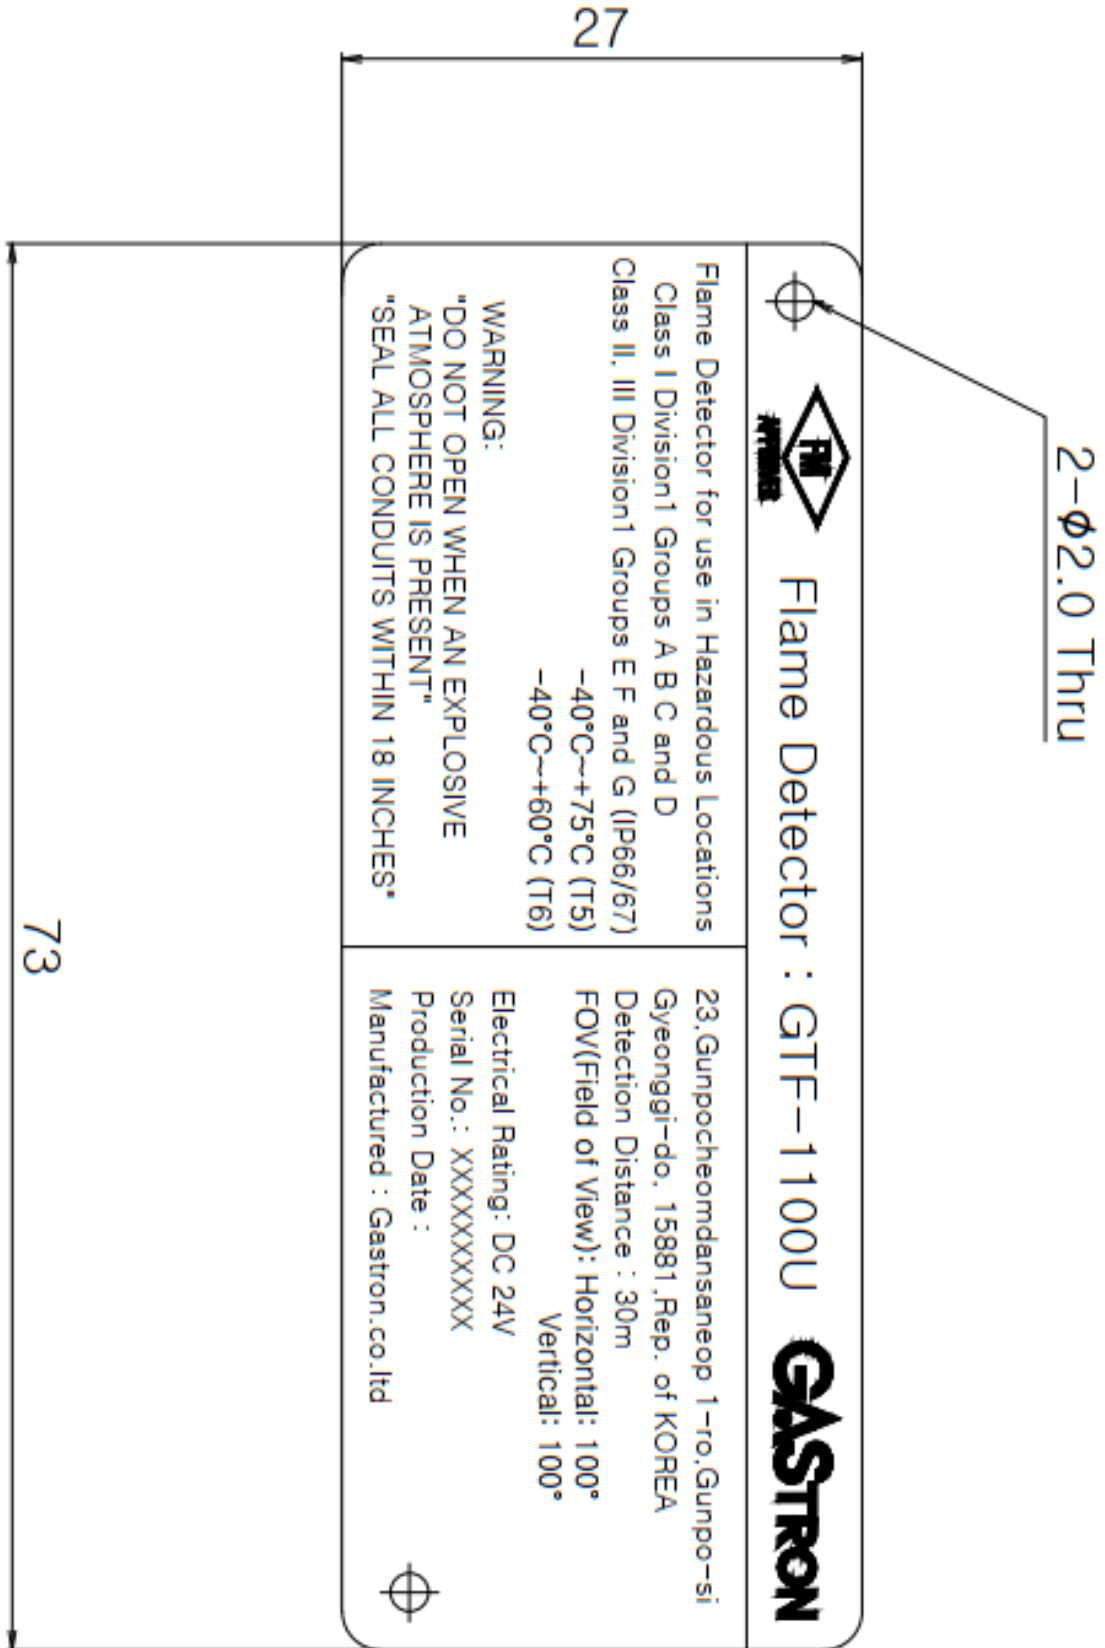 2-ϕ2.0 Thru
27
FM
APPROVED
Flame Detector : GTF-1100U
GASTRON
Flame Detector for use in Hazardous Locations
Class I Division1 Groups A B C and D
Class II, III Division1 Groups E F and G (IP66/67)
-40°C~+75°C (T5)
-40°C~+60°C (T6)
WARNING:
"DO NOT OPEN WHEN AN EXPLOSIVE
ATMOSPHERE IS PRESENT"
"SEAL ALL CONDUITS WITHIN 18 INCHES"
23,Gunpocheomdansaneop 1-ro,Gunpo-si
Gyeonggi-do, 15881,Rep. of KOREA
Detection Distance : 30m
FOV(Field of View): Horizontal: 100°
Vertical: 100°
Electrical Rating: DC 24V
Serial No.: XXXXXXXXX
Production Date :
Manufactured : Gastron.co.ltd
73